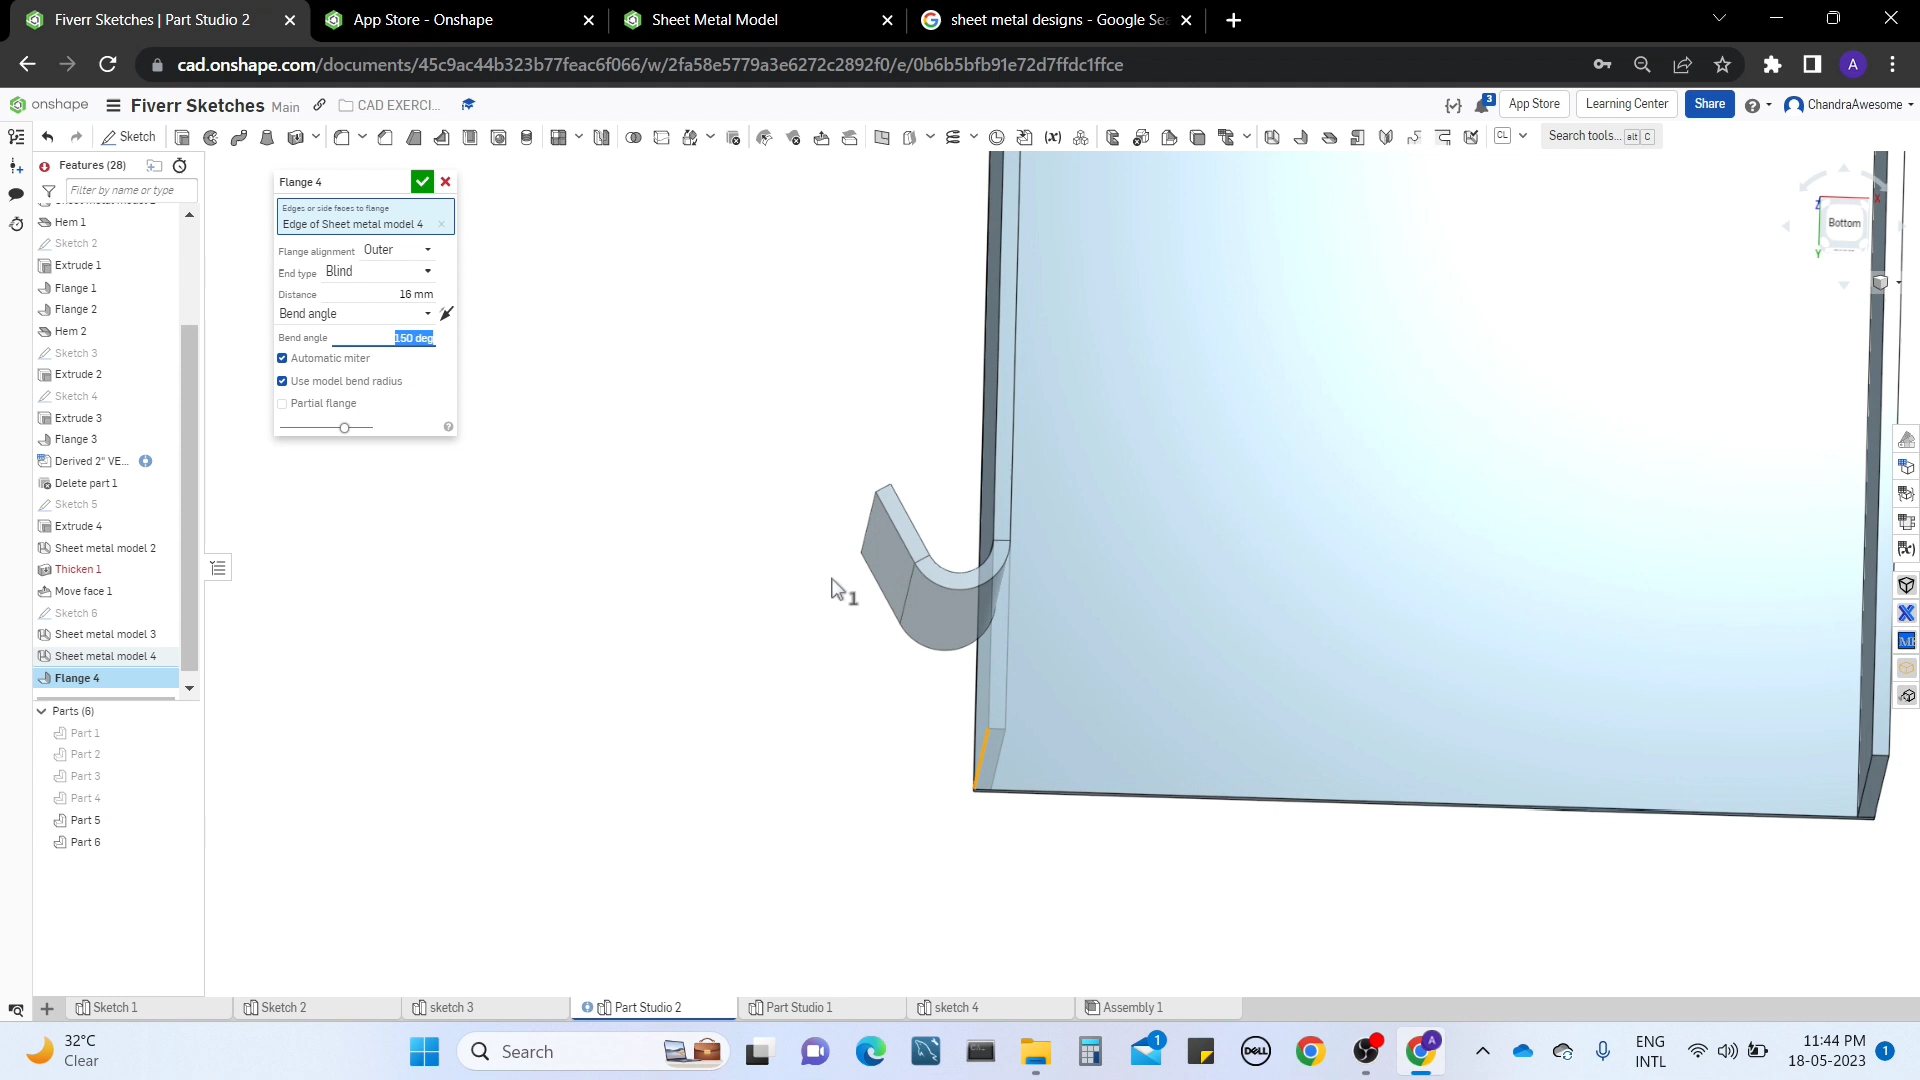 Fiverr Sketches | Part Studio 2
App Store - Onshape
Sheet Metal Model
sheet metal designs - Google Sea
cad.onshape.com/documents/45c9ac44b323b77feac6f066/w/2fa58e5779a3e6272c2892f0/e/0b6b5bfb91e72d7ffdc1ffce
A
onshape
Fiverr Sketches Main
CAD EXERCI...
3
App Store
Learning Center
Share
ChandraAwesome
Sketch
CL
Search tools... alt C
Features (28)
Filter by name or type
Hem 1
Sketch 2
Extrude 1
Flange 1
Flange 2
Hem 2
Sketch 3
Extrude 2
Sketch 4
Extrude 3
Flange 3
Derived 2" VE...
Delete part 1
Sketch 5
Extrude 4
Sheet metal model 2
Thicken 1
Move face 1
Sketch 6
Sheet metal model 3
Sheet metal model 4
Flange 4
Parts (6)
Part 1
Part 2
Part 3
Part 4
Part 5
Part 6
Flange 4
Edges or side faces to flange
Edge of Sheet metal model 4
Flange alignment Outer
End type Blind
Distance 16 mm
Bend angle
Bend angle 150 deg
Automatic miter
Use model bend radius
Partial flange
1
Z
X
Bottom
Y
Sketch 1
Sketch 2
sketch 3
Part Studio 2
Part Studio 1
sketch 4
Assembly 1
32°C
Clear
Search
DELL
1
A
ENG
INTL
11:44 PM
18-05-2023
1